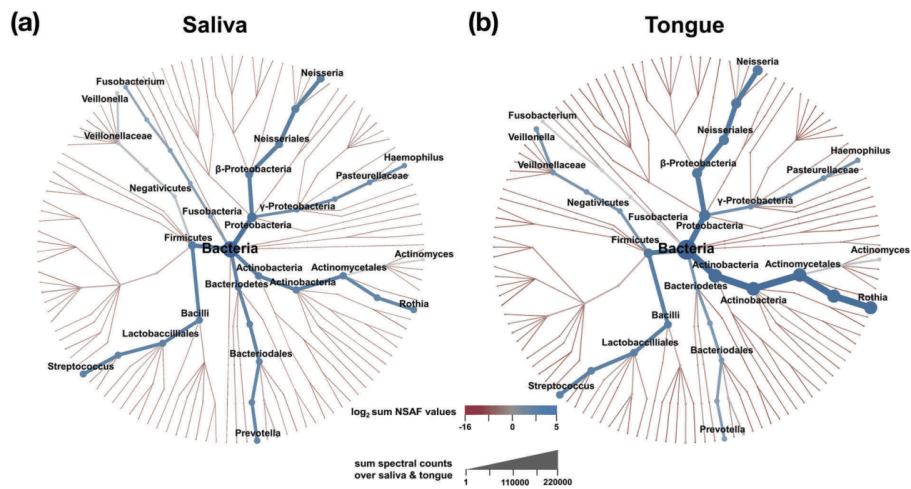 (a) Saliva
Neisseria
Fusobacterium
Veillonella
Veillonellaceae
Neisseriales
Haemophilus
β-Proteobacteria
Pasteurellaceae
Negativicutes
γ-Proteobacteria
Fusobacteria
Proteobacteria
Firmicutes
Bacteria
Actinomyces
Actinobacteria
Actinomycetales
Bacteriodetes
Actinobacteria
Rothia
Bacilli
Lactobaccilliales
Bacteriodales
Streptococcus
Prevotella
(b) Tongue
Neisseria
Fusobacterium
Veillonella
Neisseriales
Veillonellaceae
β-Proteobacteria
Haemophilus
Pasteurellaceae
Negativicutes
γ-Proteobacteria
Fusobacteria
Proteobacteria
Firmicutes
Bacteria
Actinomyces
Actinobacteria
Actinomycetales
Bacteriodetes
Actinobacteria
Rothia
Bacilli
Lactobaccilliales
Bacteriodales
Streptococcus
Prevotella
log2 sum NSAF values
-16 0 5
sum spectral counts
over saliva & tongue
1 110000 220000